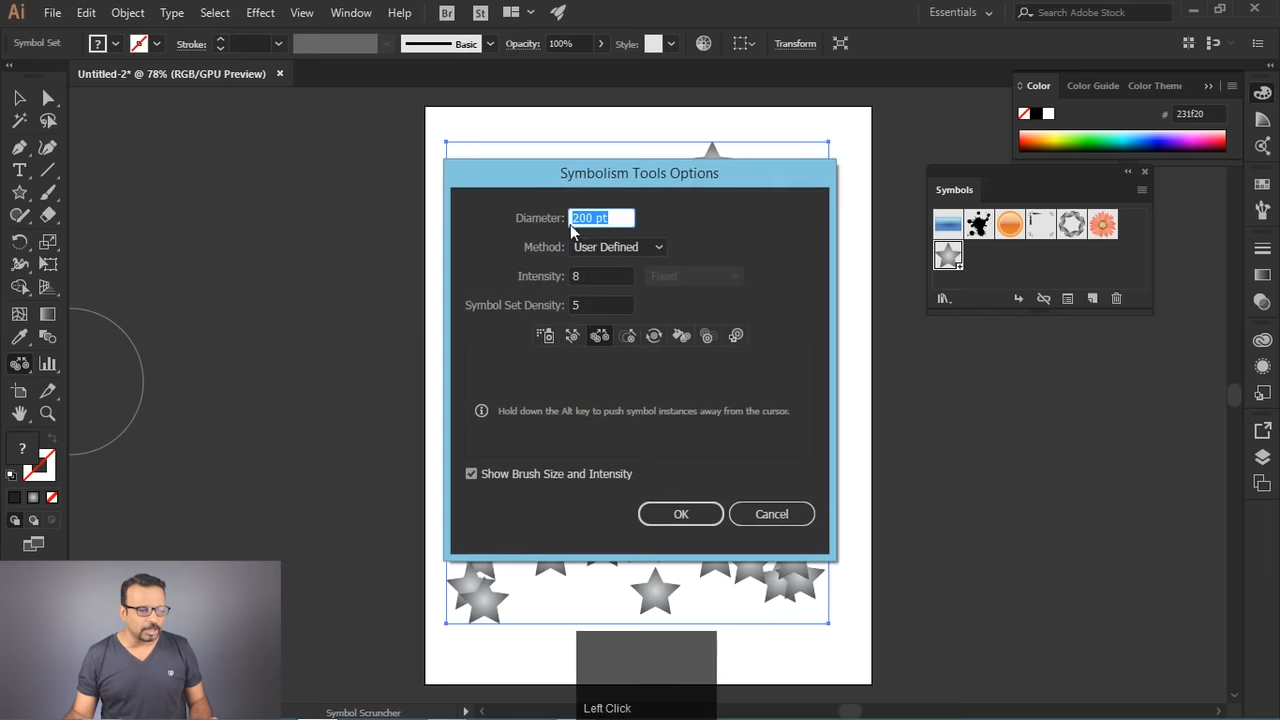 Ai File Edit Object Type Select Effect View Window Help Br St Essentials Search Adobe Stock
Symbol Set ? Stroke: Basic Opacity: 100% Style: Transform
Untitled-2* @ 78% (RGB/GPU Preview) ×
Color Color Guide Color Theme
# 231f20
Symbolism Tools Options
Symbols
Diameter: 200 pt
Method: User Defined
Intensity: 8 Fixed
Symbol Set Density: 5
Hold down the Alt key to push symbol instances away from the cursor.
?
Show Brush Size and Intensity
OK Cancel
Left Click
Symbol Scruncher